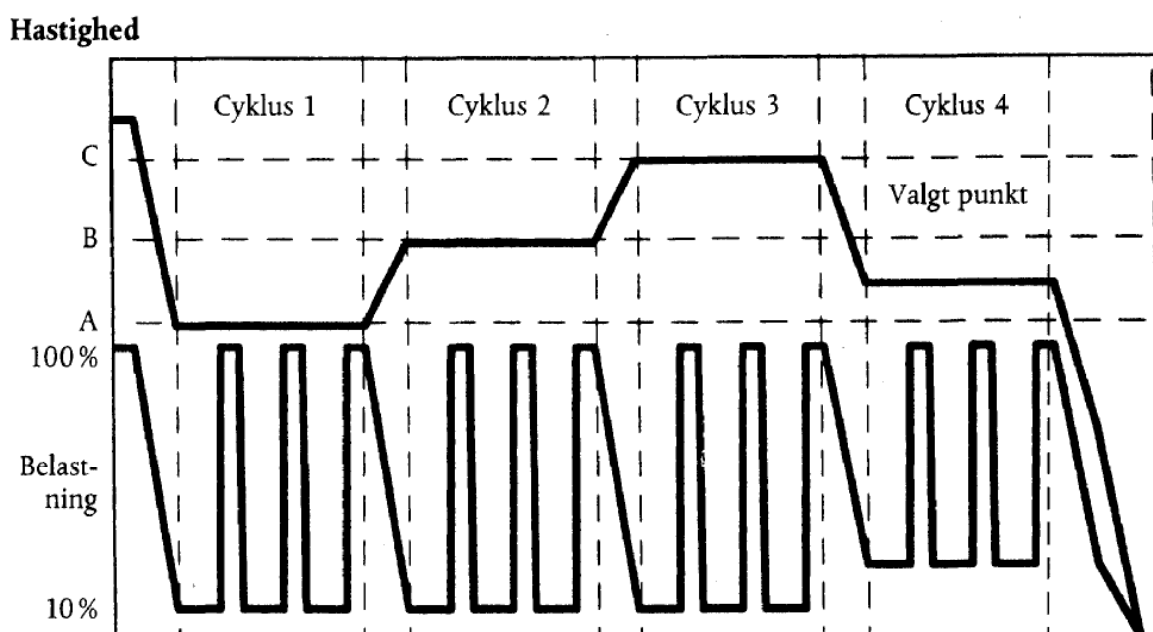 Hastighed
Cyklus 1
Cyklus 2
Cyklus 3
Cyklus 4
C
Valgt punkt
B
A
100%
Belast-
ning
10%